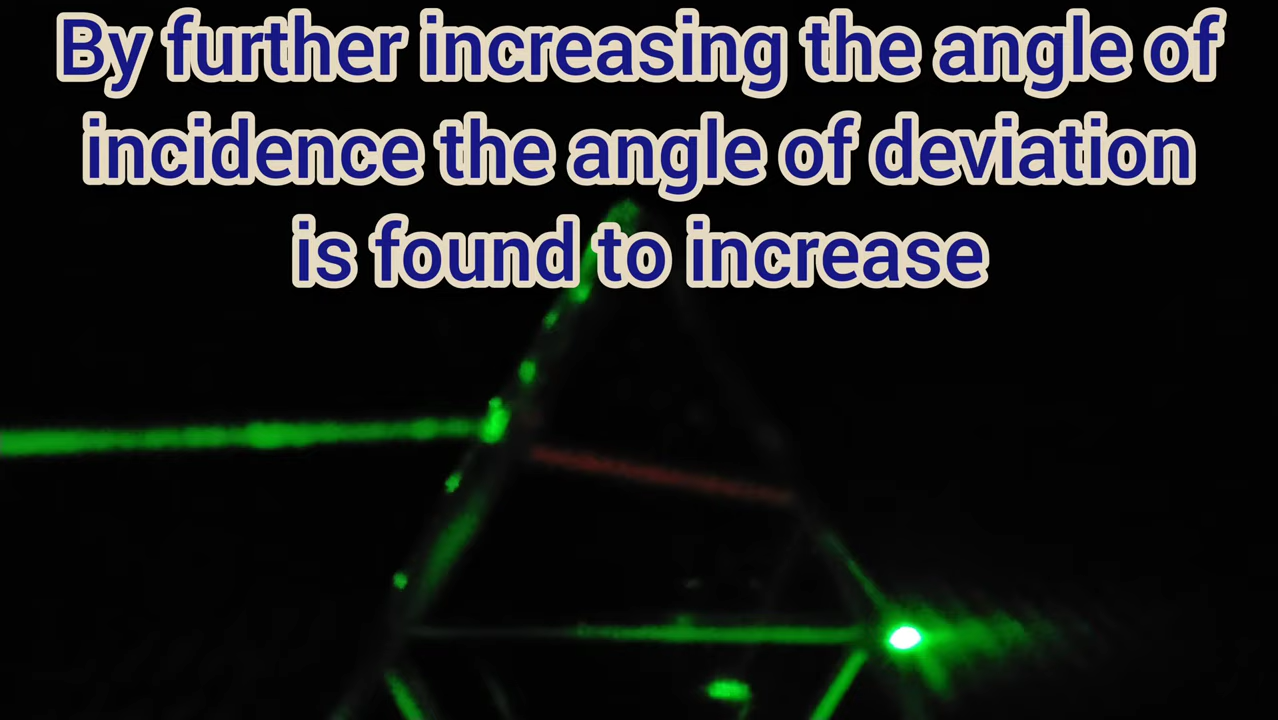 By further increasing the angle of
incidence the angle of deviation
is found to increase